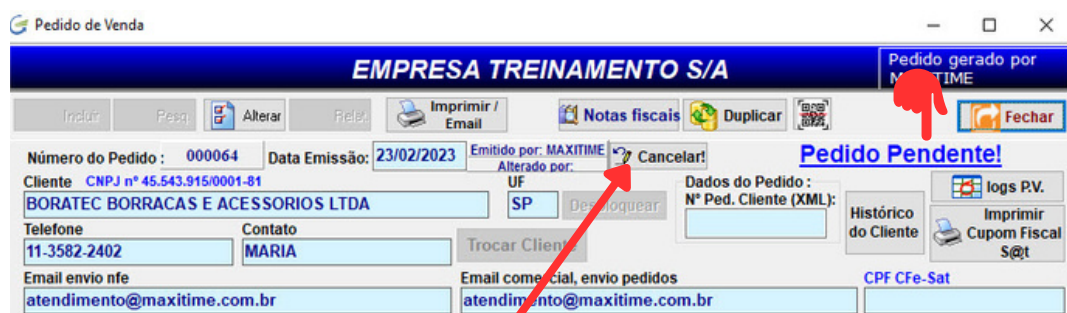 Pedido de Venda
EMPRESA TREINAMENTO S/A
Pedido gerado por
Incluir Pesq. Alterar Relat. Imprimir / Email Notas fiscais Duplicar Fechar
Número do Pedido : 000064 Data Emissão: 23/02/2023 Emitido por: MAXITIME Cancelar! Pedido Pendente!
Alterado por:
Cliente CNPJ nº 45.543.915/0001-81 UF Dados do Pedido : logs P.V.
BORATEC BORRACAS E ACESSORIOS LTDA SP Nº Ped. Cliente (XML):
Histórico do Cliente
Imprimir Cupom Fiscal S@t
Telefone Contato
11-3582-2402 MARIA Trocar Cliente
Email envio nfe Email comercial, envio pedidos CPF CFe-Sat
atendimento@maxitime.com.br atendimento@maxitime.com.br